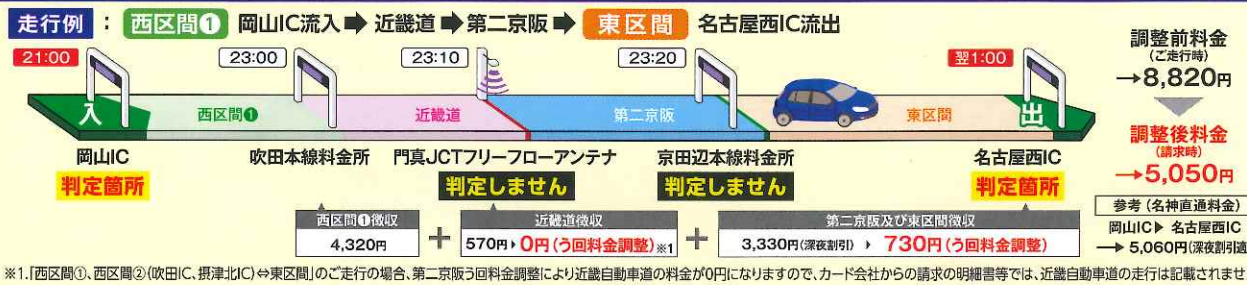 走行例 : 西区間❶ 岡山IC流入➡近畿道➡第二京阪➡ 東区間 名古屋西IC流出
21:00 23:00 23:10 23:20 翌1:00
入 西区間❶ 近畿道 第二京阪 東区間 出
岡山IC 吹田本線料金所 門真JCTフリーフローアンテナ 京田辺本線料金所 名古屋西IC
判定箇所 判定しません 判定しません 判定箇所
西区間❶徴収 近畿道徴収 第二京阪及び東区間徴収
4,320円 + 570円▶0円(う回料金調整)※1 + 3,330円(深夜割引) ▶ 730円(う回料金調整)
調整前料金
(ご走行時)
→8,820円
調整後料金
(請求時)
→5,050円
参考(名神直通料金)
岡山IC▶名古屋西IC
→ 5,060円(深夜割引適
※1.「西区間①、西区間②(吹田IC、摂津北IC)⇔東区間」のご走行の場合、第二京阪う回料金調整により近畿自動車道の料金が0円になりますので、カード会社からの請求の明細書等では、近畿自動車道の走行は記載されませ